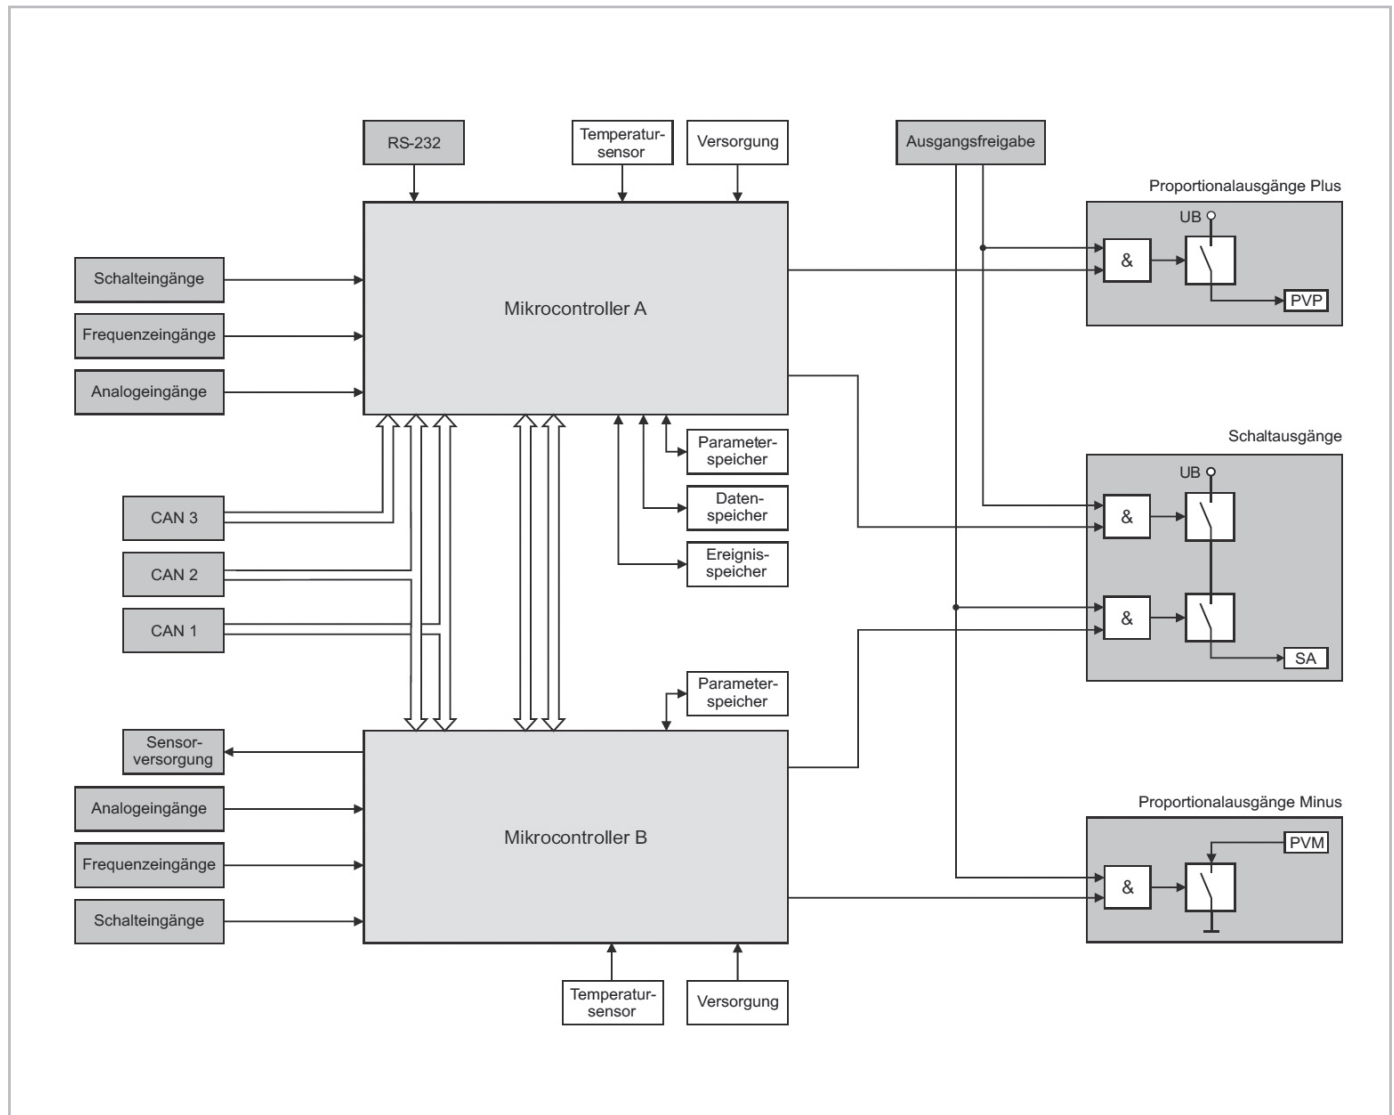 RS-232
Temperatur-
sensor
Versorgung
Ausgangsfreigabe
Proportionalausgänge Plus
UB
&
PVP
Schalteingänge
Frequenzeingänge
Analogeingänge
Mikrocontroller A
Parameter-
speicher
Daten-
speicher
Ereignis-
speicher
CAN 3
CAN 2
CAN 1
Schaltausgänge
UB
&
&
SA
Parameter-
speicher
Sensor-
versorgung
Analogeingänge
Frequenzeingänge
Schalteingänge
Mikrocontroller B
Proportionalausgänge Minus
PVM
&
Temperatur-
sensor
Versorgung